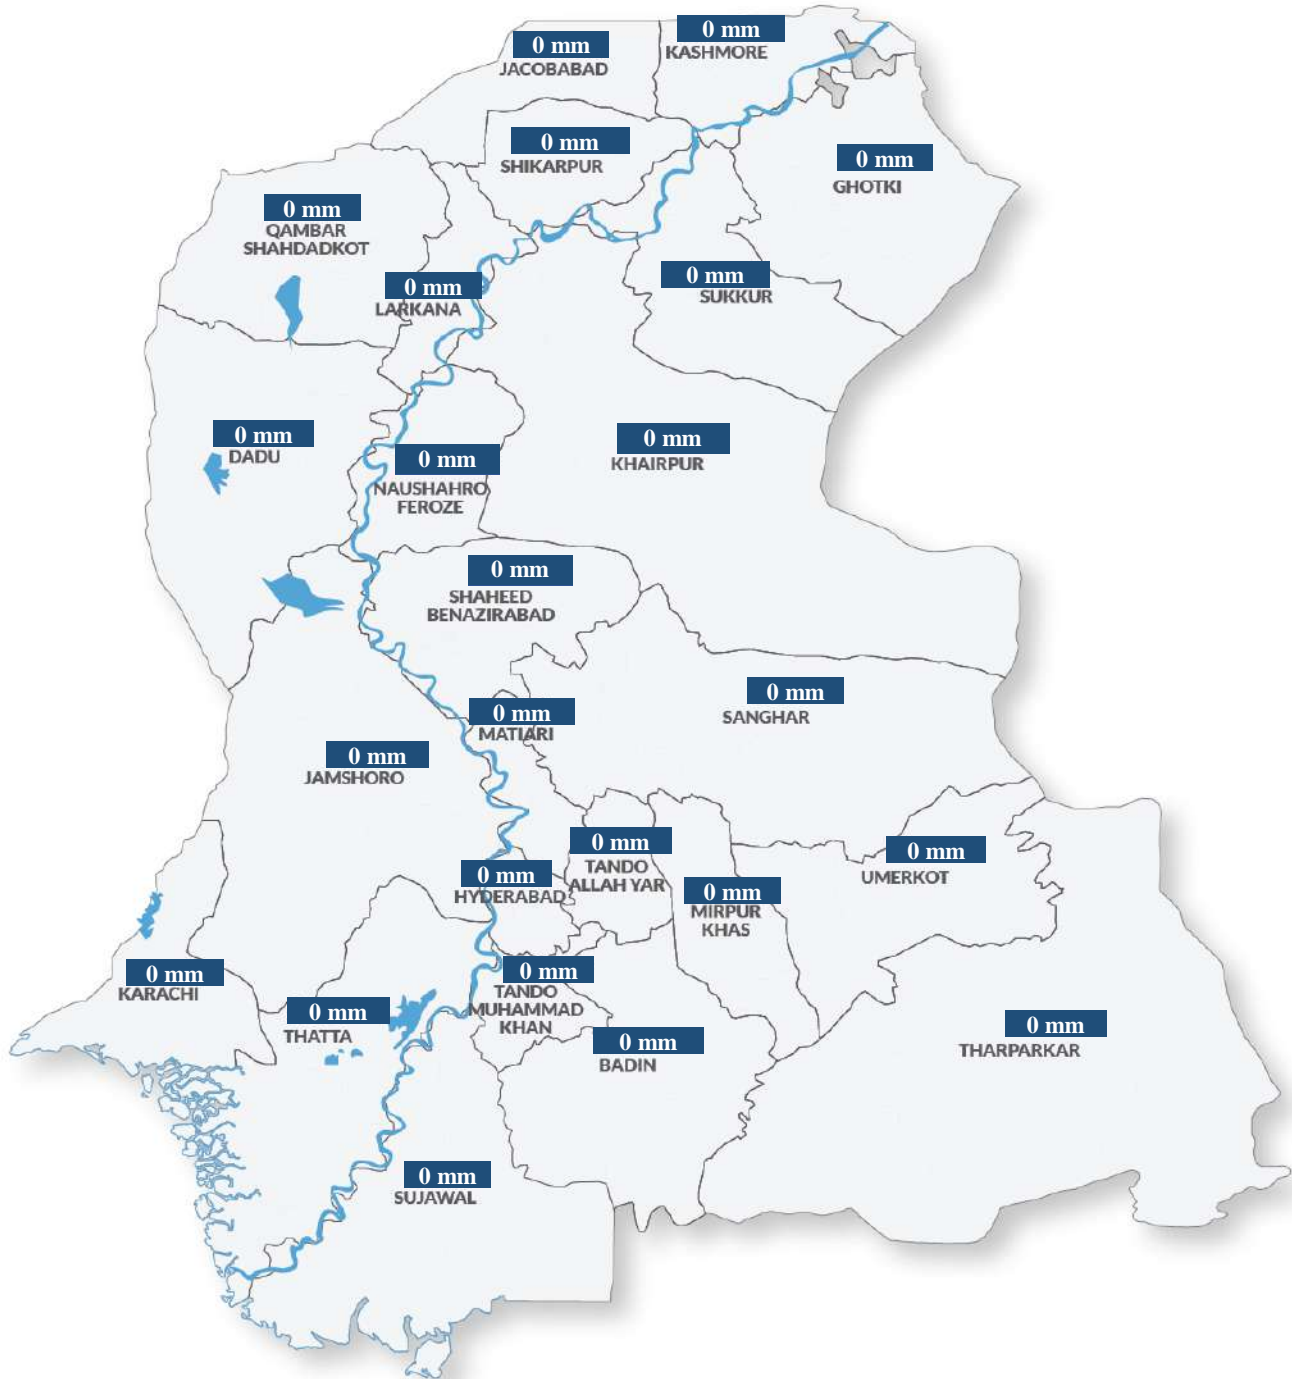 0 mm
JACOBABAD
0 mm
KASHMORE
0 mm
SHIKARPUR
0 mm
GHOTKI
0 mm
QAMBAR
SHAHDADKOT
0 mm
LARKANA
0 mm
SUKKUR
0 mm
DADU
0 mm
NAUSHAHRO
FEROZE
0 mm
KHAIRPUR
0 mm
SHAHEED
BENAZIRABAD
0 mm
MATIARI
0 mm
SANGHAR
0 mm
JAMSHORO
0 mm
HYDERABAD
0 mm
TANDO
ALLAH YAR
0 mm
MIRPUR
KHAS
0 mm
UMERKOT
0 mm
KARACHI
0 mm
THATTA
0 mm
TANDO
MUHAMMAD
KHAN
0 mm
BADIN
0 mm
THARPARKAR
0 mm
SUJAWAL